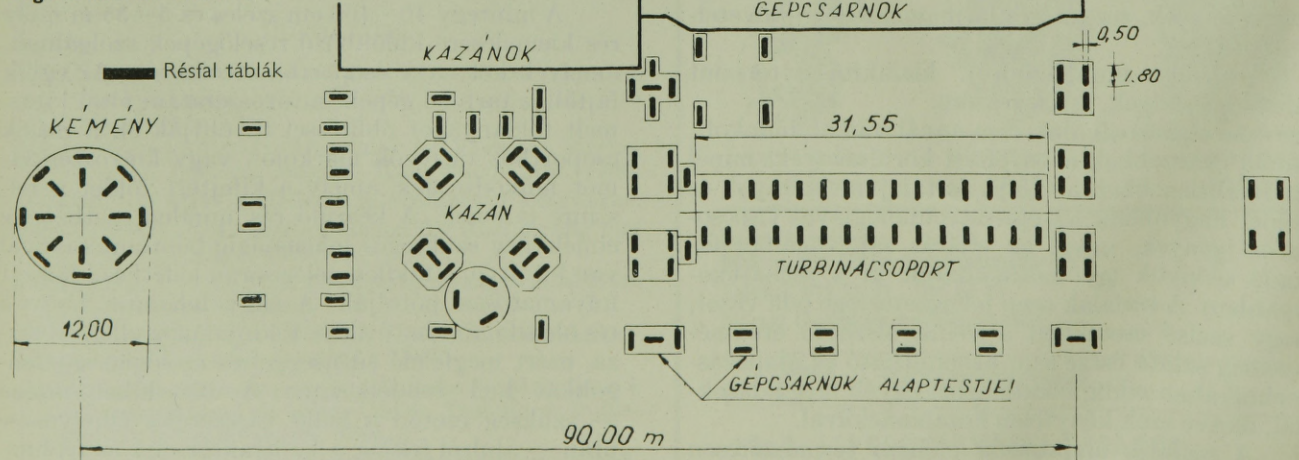 GÉPCSARNOK
KAZÁNOK
0,50
1.80
Résfal táblák
KÉMÉNY
31,55
KAZÁN
TURBINACSOPORT
12,00
GÉPCSARNOK ALAPTESTJEI
90,00 m